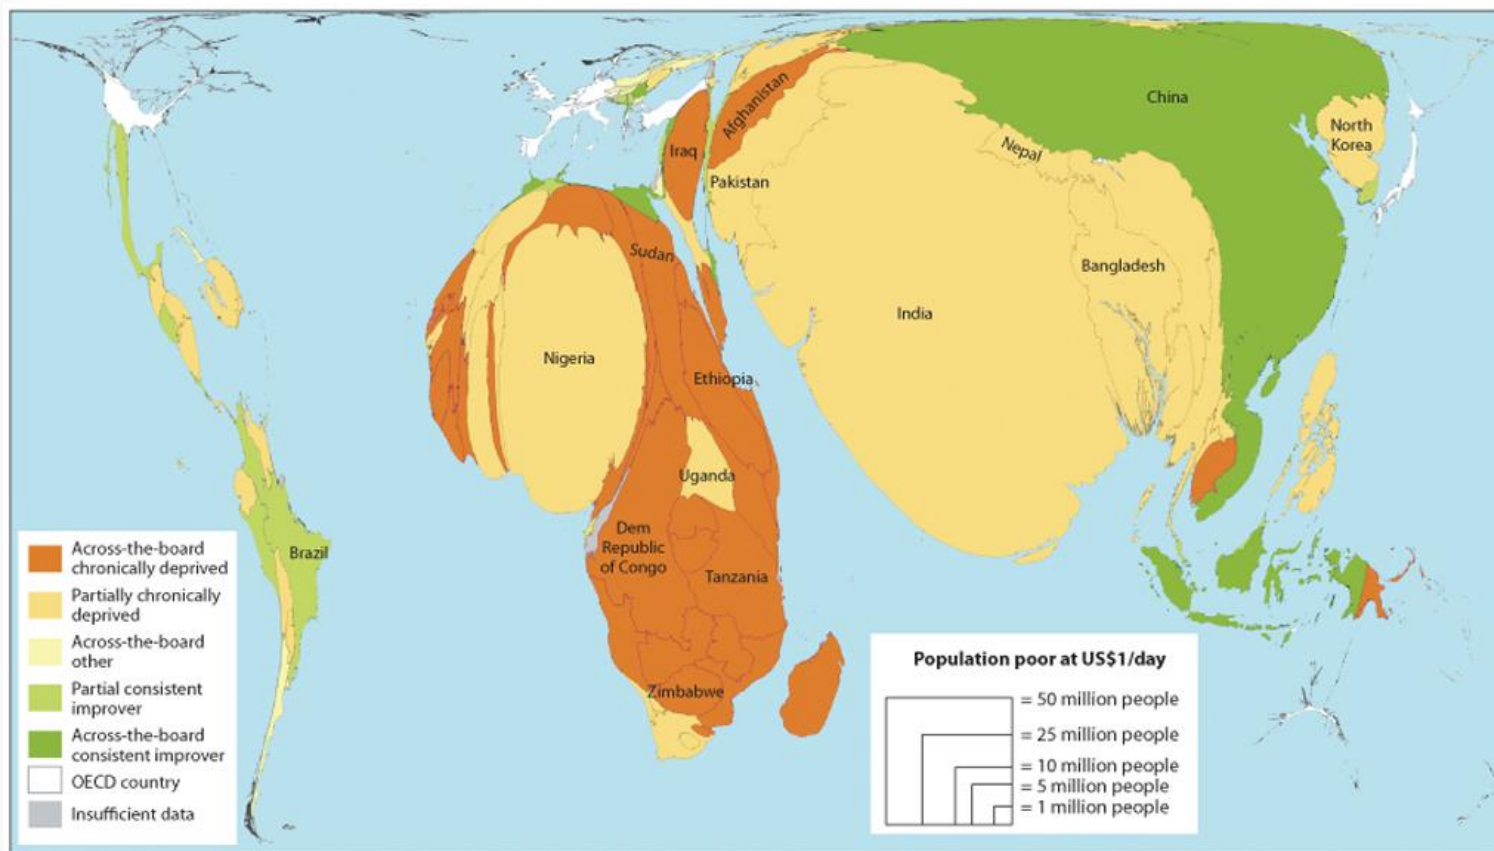 China
North
Korea
Afghanistan
Iraq
Nepal
Pakistan
Sudan
Bangladesh
India
Nigeria
Ethiopia
Uganda
Dem
Republic
of Congo
Tanzania
Brazil
Zimbabwe
Across-the-board
chronically deprived
Partially chronically
deprived
Across-the-board
other
Partial consistent
improver
Across-the-board
consistent improver
OECD country
Insufficient data
Population poor at US$1/day
= 50 million people
= 25 million people
= 10 million people
= 5 million people
= 1 million people